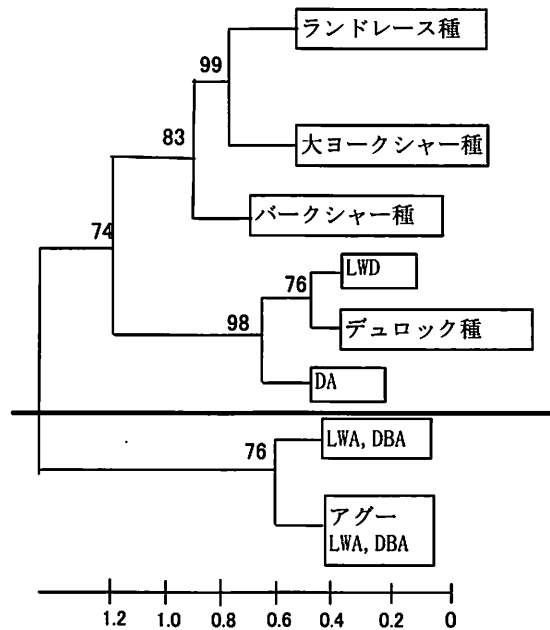 ランドレース種
99
大ヨークシャー種
83
バークシャー種
74
LWD
76
デュロック種
98
DA
LWA, DBA
76
アグー
LWA, DBA
1.2 1.0 0.8 0.6 0.4 0.2 0